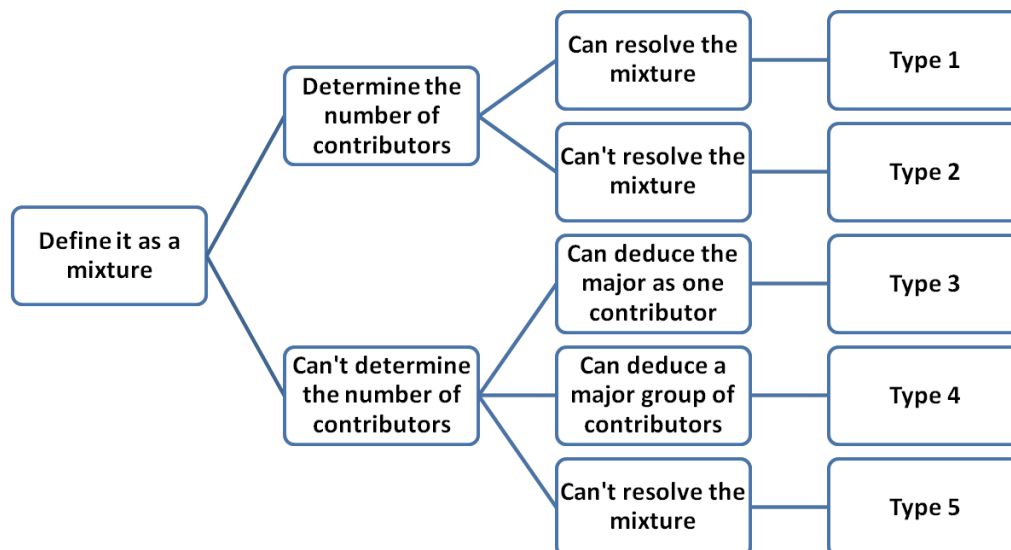 Define it as a
mixture
Determine the
number of
contributors
Can resolve the
mixture
Type 1
Can't resolve the
mixture
Type 2
Can't determine
the number of
contributors
Can deduce the
major as one
contributor
Type 3
Can deduce a
major group of
contributors
Type 4
Can't resolve the
mixture
Type 5